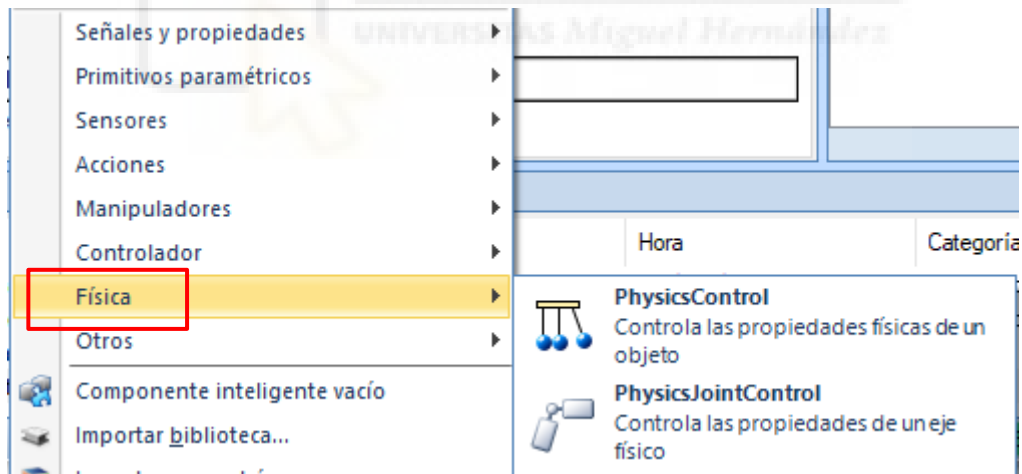 Señales y propiedades
UNIVERSITAS Miguel Hernández
Primitivos paramétricos
Sensores
Acciones
Manipuladores
Controlador
Hora
Categoría
Física
PhysicsControl
Controla las propiedades físicas de un
objeto
Otros
Componente inteligente vacío
PhysicsJointControl
Controla las propiedades de un eje
físico
Importar biblioteca...